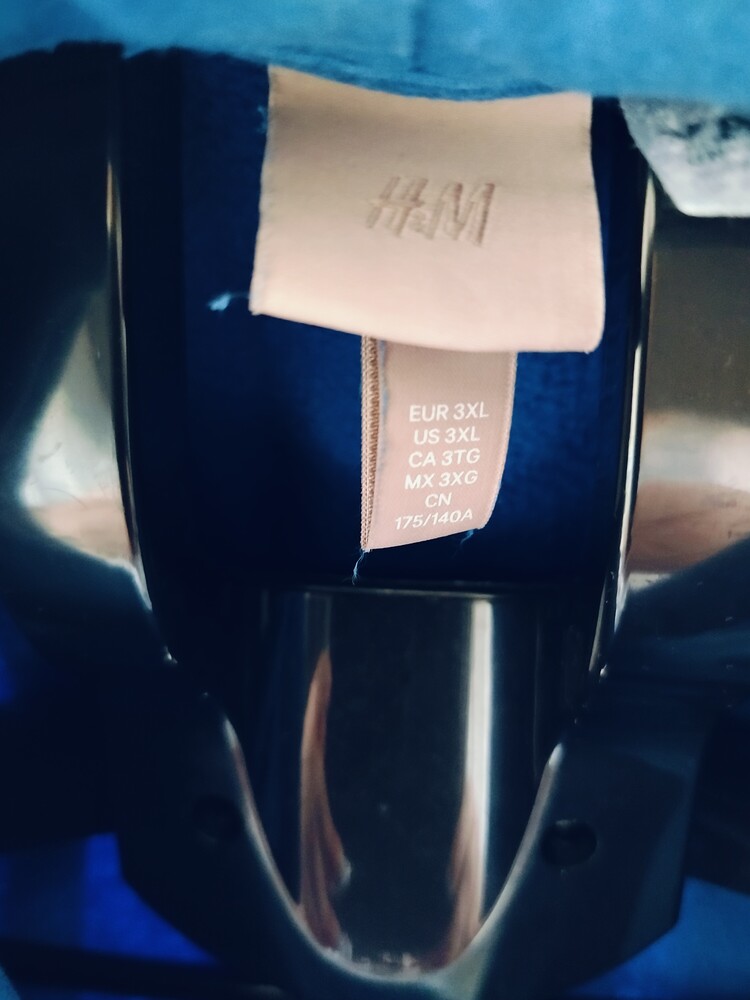 H&M
EUR 3XL
US 3XL
CA 3TG
MX 3XG
CN
175/140A